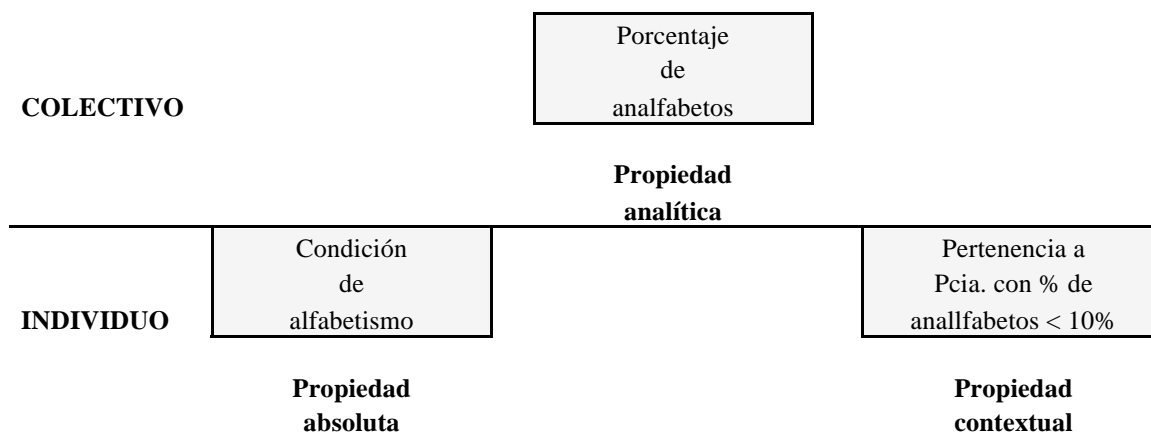 Porcentaje
de
COLECTIVO analfabetos
Propiedad
analítica
Condición Pertenencia a
de Pcia. con % de
INDIVIDUO alfabetismo anallfabetos < 10%
Propiedad Propiedad
absoluta contextual